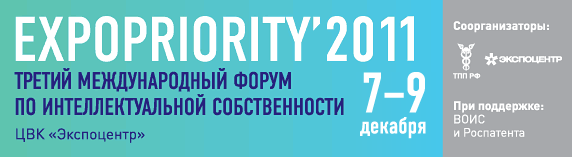 EXPOPRIORITY'2011
ТРЕТИЙ МЕЖДУНАРОДНЫЙ ФОРУМ
ПО ИНТЕЛЛЕКТУАЛЬНОЙ СОБСТВЕННОСТИ
ЦВК «Экспоцентр»
7–9
декабря
Соорганизаторы:
ТПП РФ
ЭКСПОЦЕНТР
При поддержке:
ВОИС
и Роспатента